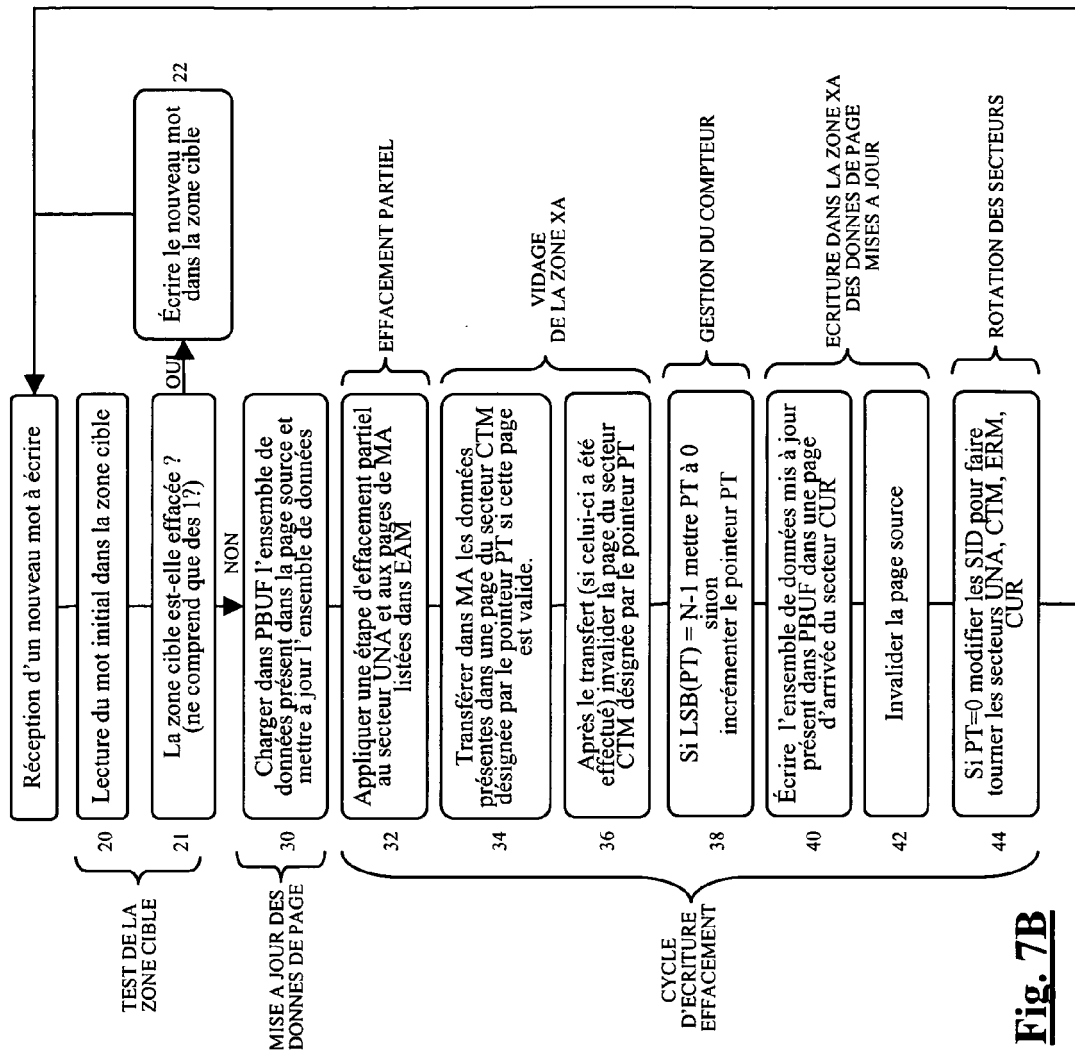 Réception d'un nouveau mot à écrire
TEST DE LA
ZONE CIBLE
20
Lecture du mot initial dans la zone cible
21
La zone cible est-elle effacée ?
(ne comprend que des 1?)
OUI
22
Écrire le nouveau mot
dans la zone cible
NON
MISE A JOUR DES
DONNES DE PAGE
30
Charger dans PBUF l'ensemble de
données présent dans la page source et
mettre à jour l'ensemble de données
CYCLE
D'ECRITURE
EFFACEMENT
32
Appliquer une étape d'effacement partiel
au secteur UNA et aux pages de MA
listées dans EAM
EFFACEMENT PARTIEL
34
Transférer dans MA les données
présentes dans une page du secteur CTM
désignée par le pointeur PT si cette page
est valide.
36
Après le transfert (si celui-ci a été
effectué) invalider la page du secteur
CTM désignée par le pointeur PT
VIDAGE
DE LA ZONE XA
38
Si LSB(PT) = N-1 mettre PT à 0
sinon
incrémenter le pointeur PT
GESTION DU COMPTEUR
40
Écrire l'ensemble de données mis à jour
présent dans PBUF dans une page
d'arrivée du secteur CUR
42
Invalider la page source
ECRITURE DANS LA ZONE XA
DES DONNES DE PAGE
MISES A JOUR
44
Si PT=0 modifier les SID pour faire
tourner les secteurs UNA, CTM, ERM,
CUR
ROTATION DES SECTEURS
Fig. 7B